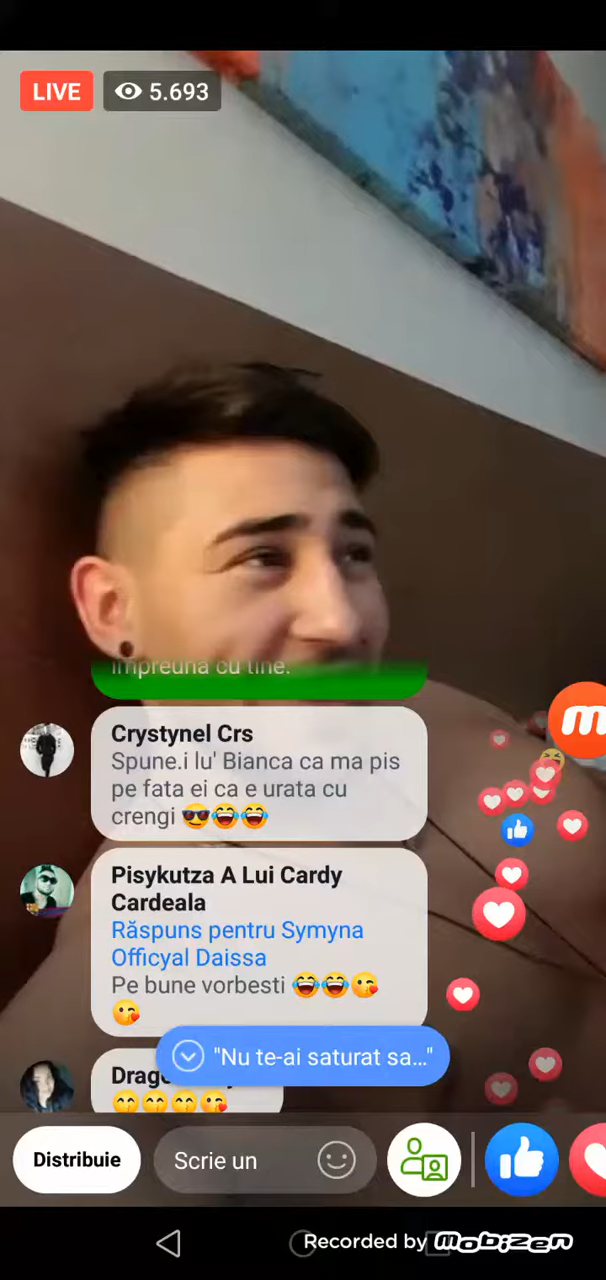 LIVE 5.693
împreună cu tine.
Crystynel Crs
Spune.i lu' Bianca ca ma pis
pe fata ei ca e urata cu
crengi 😎😂😂
Pisykutza A Lui Cardy
Cardeala
Răspuns pentru Symyna
Officyal Daissa
Pe bune vorbesti 😂😂😘
😘
"Nu te-ai saturat sa..."
😙😙😙😘
Distribuie
Scrie un
Recorded by mobizen